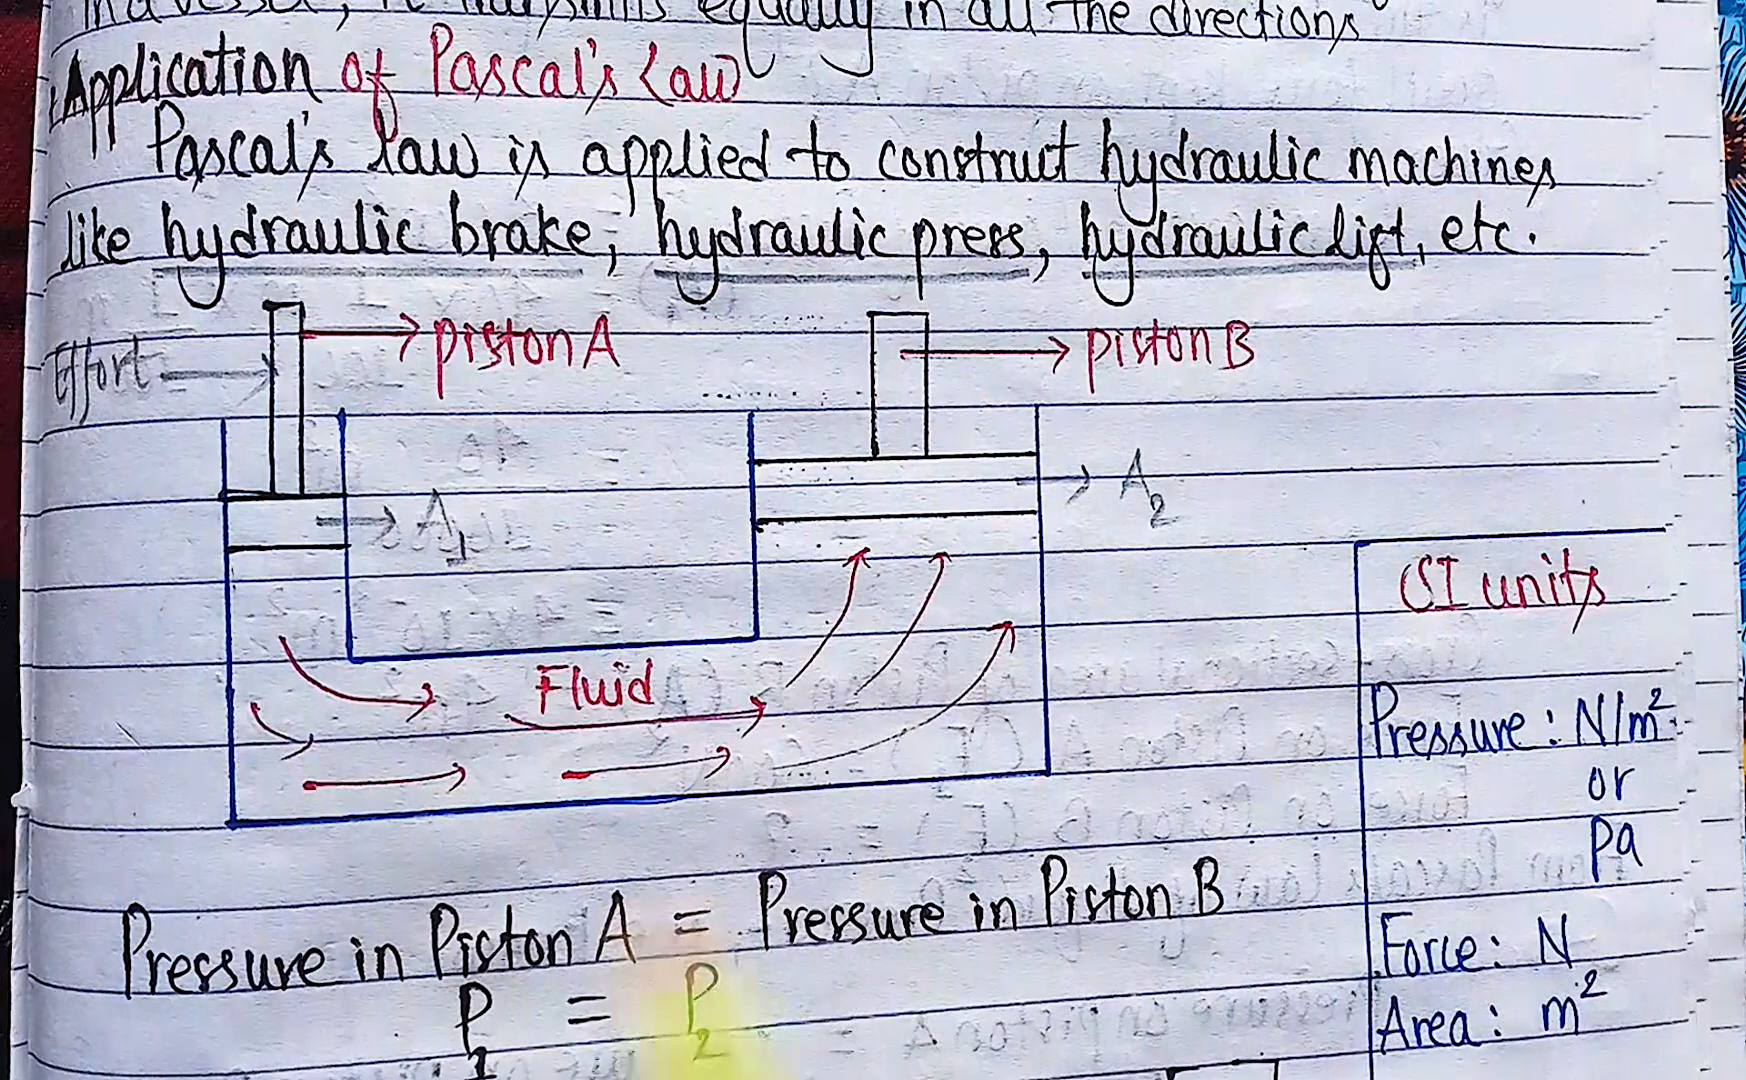 equally in all the directions
Application of Pascal's Law
Pascal's law is applied to construct hydraulic machines
like hydraulic brake, hydraulic press, hydraulic lift, etc.
Effort
piston A
piston B
A1
A2
Fluid
SI units
Pressure: N/m²
or
Pa
Force: N
Area: m²
Pressure in Piston A = Pressure in Piston B
P1 = P2